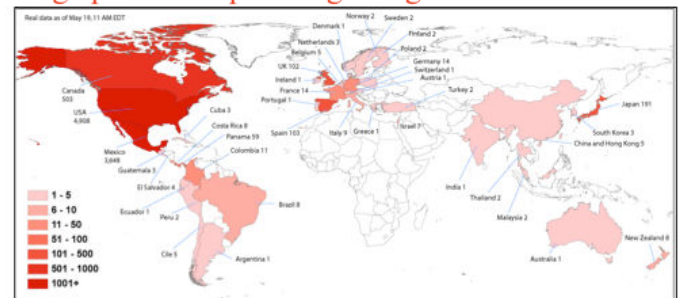 Real data as of May 19, 11 AM EDT
Norway 2
Sweden 2
Denmark 1
Finland 2
Netherlands 3
Poland 2
Belgium 5
Germany 14
UK 102
Switzerland 1
Ireland 1
Austria 1
France 14
Turkey 2
Portugal 1
Canada
503
USA
4,908
Cuba 3
Spain 103
Italy 9
Greece 1
Israel 7
Japan 191
Costa Rica 8
Panama 59
South Korea 3
China and Hong Kong 5
Mexico
3,648
Colombia 11
Guatemala 3
El Salvador 4
India 1
Thailand 2
Ecuador 1
Brazil 8
Malaysia 2
Peru 2
1 - 5
6 - 10
11 - 50
51 - 100
101 - 500
501 - 1000
1001+
Cile 5
Argentina 1
Australia 1
New Zealand 8